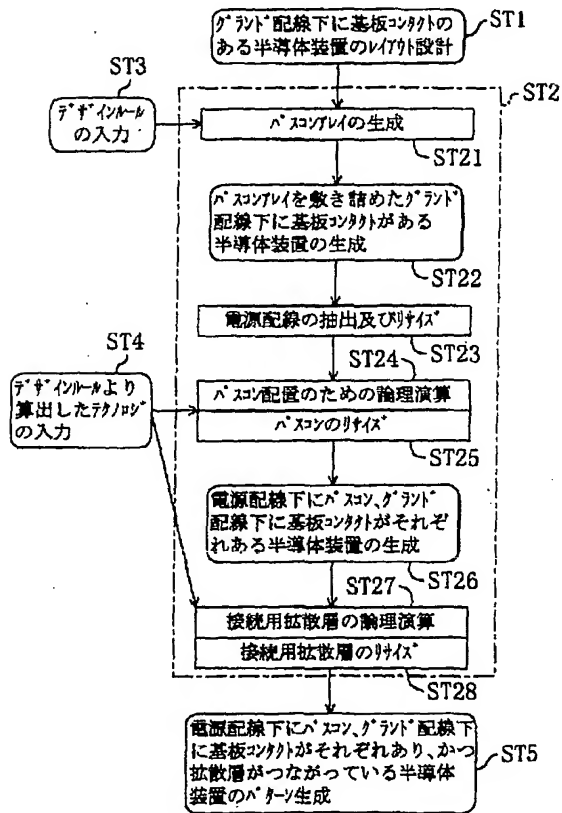 グランド配線下に基板コンタクトの
ある半導体装置のレイアウト設計
ST1
ST3
デザインルール
の入力
ST2
パスコンアレイの生成
ST21
パスコンアレイを敷き詰めたグランド
配線下に基板コンタクトがある
半導体装置の生成
ST22
電源配線の抽出及びリサイズ
ST23
ST4
デザインルールより
算出したテクノロジ
の入力
ST24
パスコン配置のための論理演算
パスコンのリサイズ
ST25
電源配線下にパスコン、グランド
配線下に基板コンタクトがそれぞ
れある半導体装置の生成
ST26
ST27
接続用拡散層の論理演算
接続用拡散層のリサイズ
ST28
電源配線下にパスコン、グランド配線下
に基板コンタクトがそれぞれあり、かつ
拡散層がつながっている半導体
装置のパターン生成
ST5